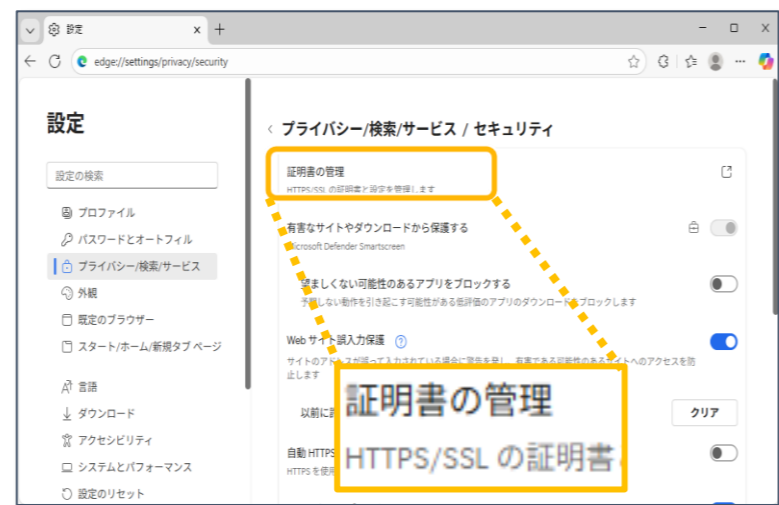 設定
edge://settings/privacy/security
設定
設定の検索
プロファイル
パスワードとオートフィル
プライバシー/検索/サービス
外観
既定のブラウザー
スタート/ホーム/新規タブ ページ
言語
ダウンロード
アクセシビリティ
システムとパフォーマンス
設定のリセット
プライバシー/検索/サービス / セキュリティ
証明書の管理
HTTPS/SSL の証明書と設定を管理します
有害なサイトやダウンロードから保護する
Microsoft Defender Smartscreen
望ましくない可能性のあるアプリをブロックする
予期しない動作を引き起こす可能性がある低評価のアプリのダウンロードをブロックします
Web サイト誤入力保護
サイトのアドレスが誤って入力されている場合に警告を発し、有害である可能性のあるサイトへのアクセスを防
止します
以前に
クリア
自動 HTTPS
HTTPS を使用
証明書の管理
HTTPS/SSL の証明書